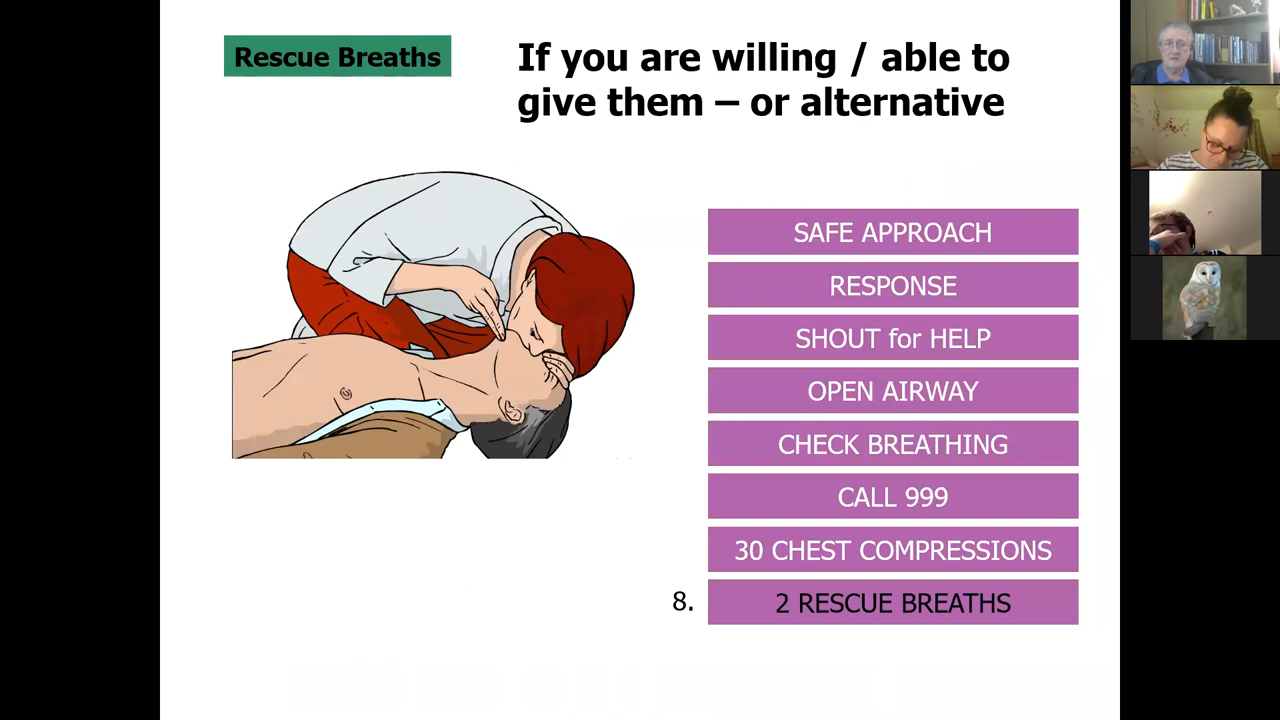 Rescue Breaths
If you are willing / able to
give them – or alternative
SAFE APPROACH
RESPONSE
SHOUT for HELP
OPEN AIRWAY
CHECK BREATHING
CALL 999
30 CHEST COMPRESSIONS
8. 2 RESCUE BREATHS